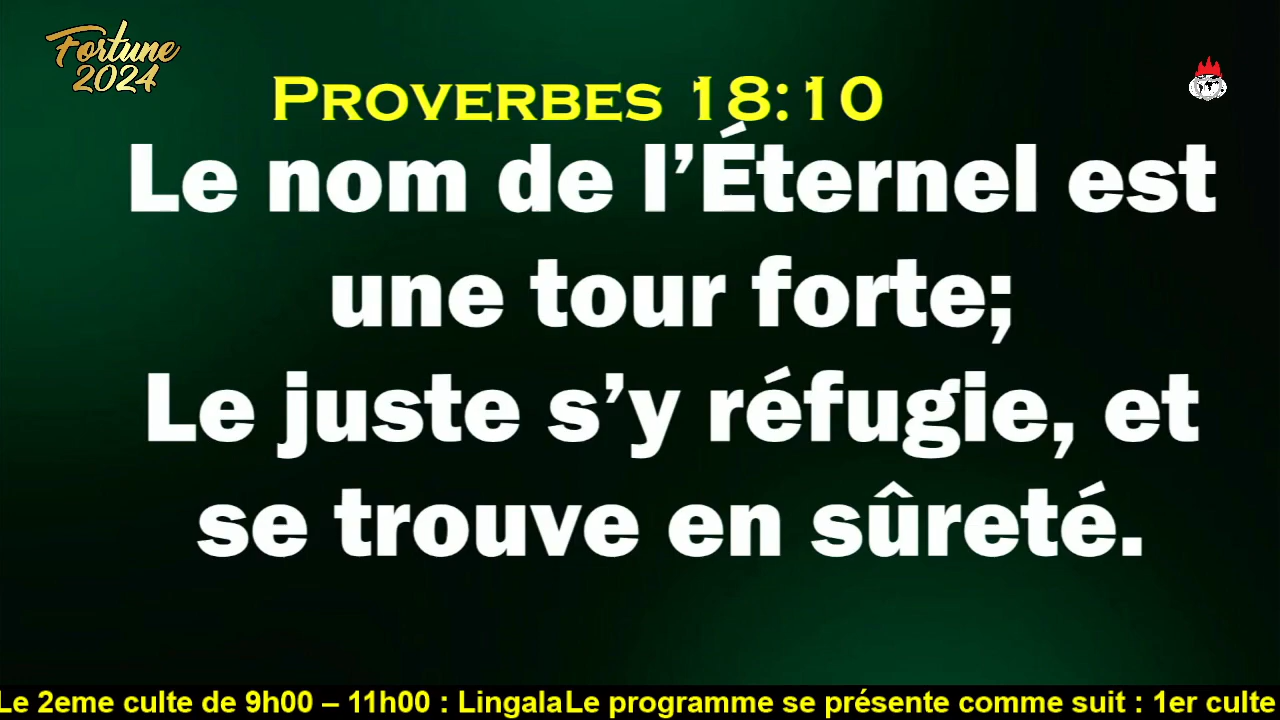 Fortune
2024
PROVERBES 18:10
Le nom de l’Éternel est
une tour forte;
Le juste s’y réfugie, et
se trouve en sûreté.
Le 2eme culte de 9h00 – 11h00 : LingalaLe programme se présente comme suit : 1er culte